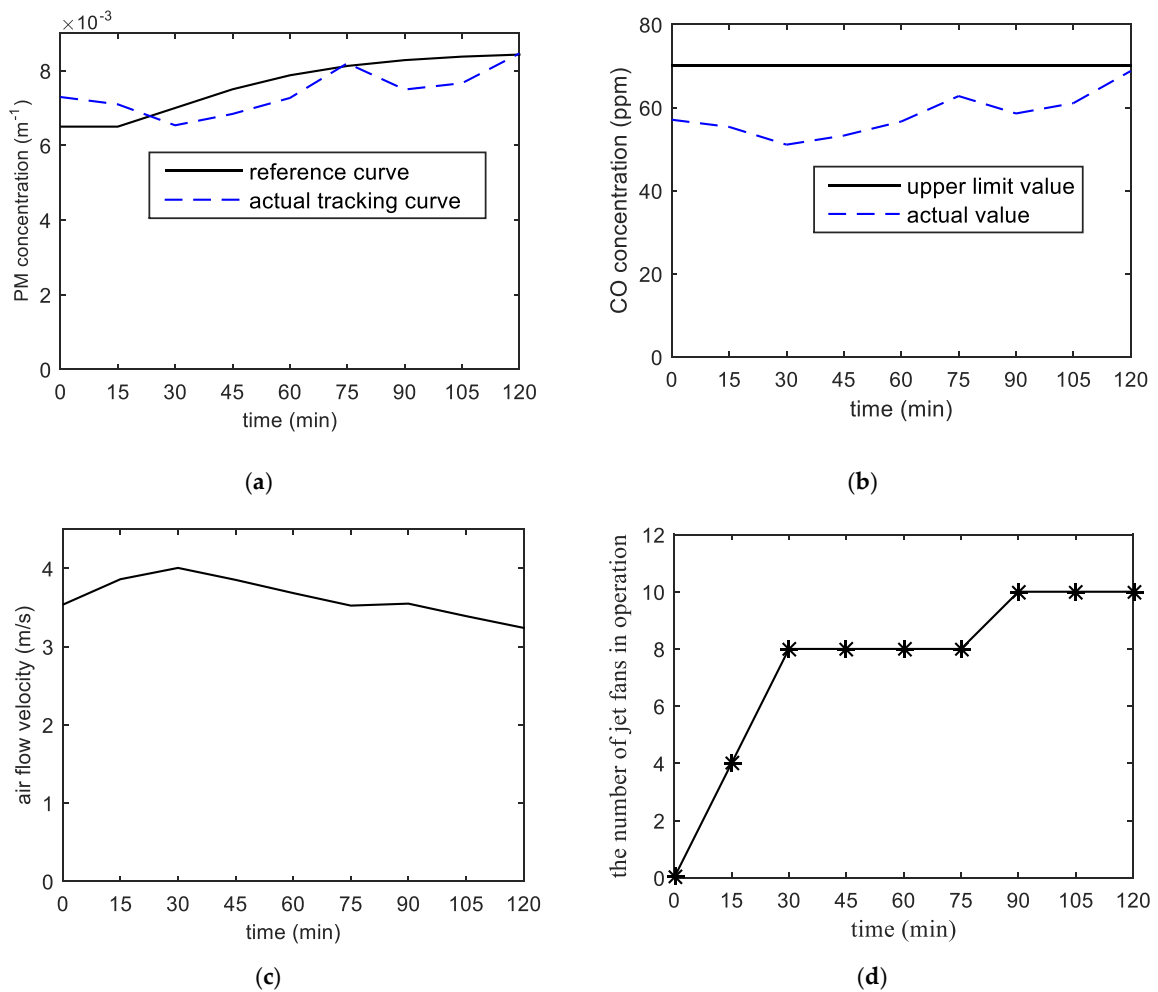 ×10⁻³
8
6
4
2
0
PM concentration (m⁻¹)
reference curve
actual tracking curve
0 15 30 45 60 75 90 105 120
time (min)
(a)
80
60
40
20
0
CO concentration (ppm)
upper limit value
actual value
0 15 30 45 60 75 90 105 120
time (min)
(b)
4
3
2
1
0
air flow velocity (m/s)
0 15 30 45 60 75 90 105 120
time (min)
(c)
12
10
8
6
4
2
0
the number of jet fans in operation
0 15 30 45 60 75 90 105 120
time (min)
(d)